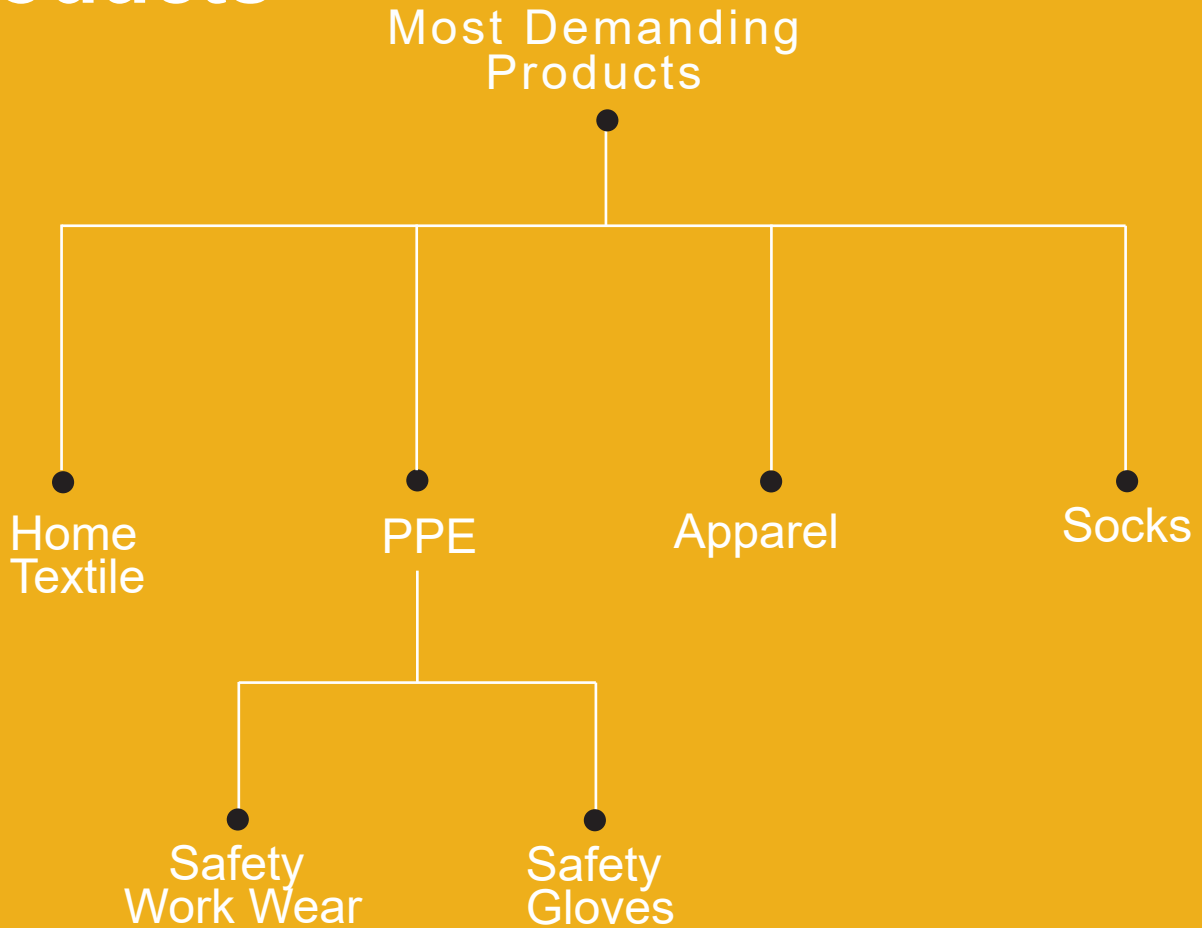 Most Demanding
Products
Home
Textile
PPE
Apparel
Socks
Safety
Work Wear
Safety
Gloves